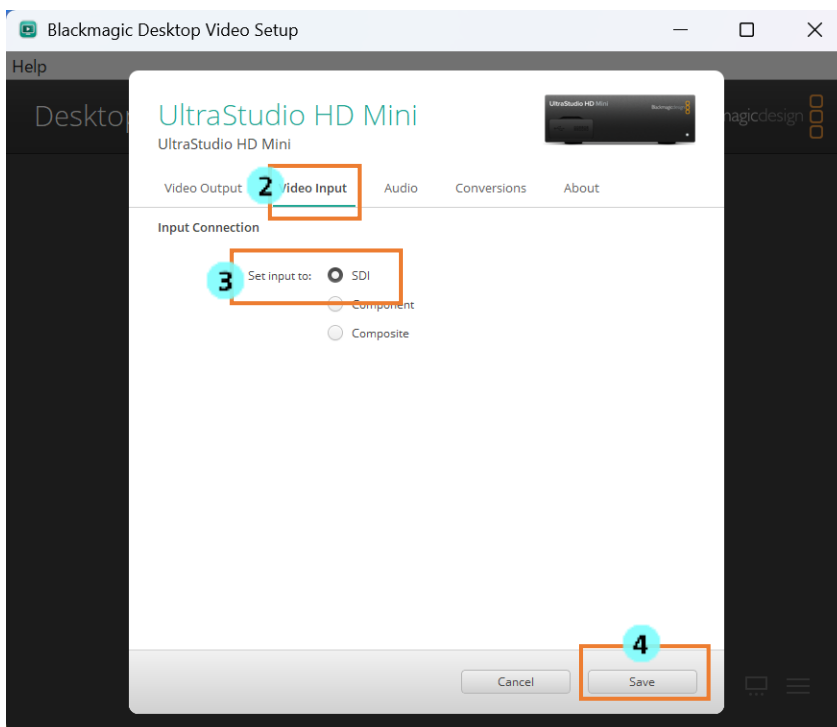 Blackmagic Desktop Video Setup
Help
UltraStudio HD Mini
UltraStudio HD Mini
UltraStudio HD Mini
Video Output
2
Video Input
Audio
Conversions
About
Input Connection
3
Set input to:
SDI
Component
Composite
4
Cancel
Save